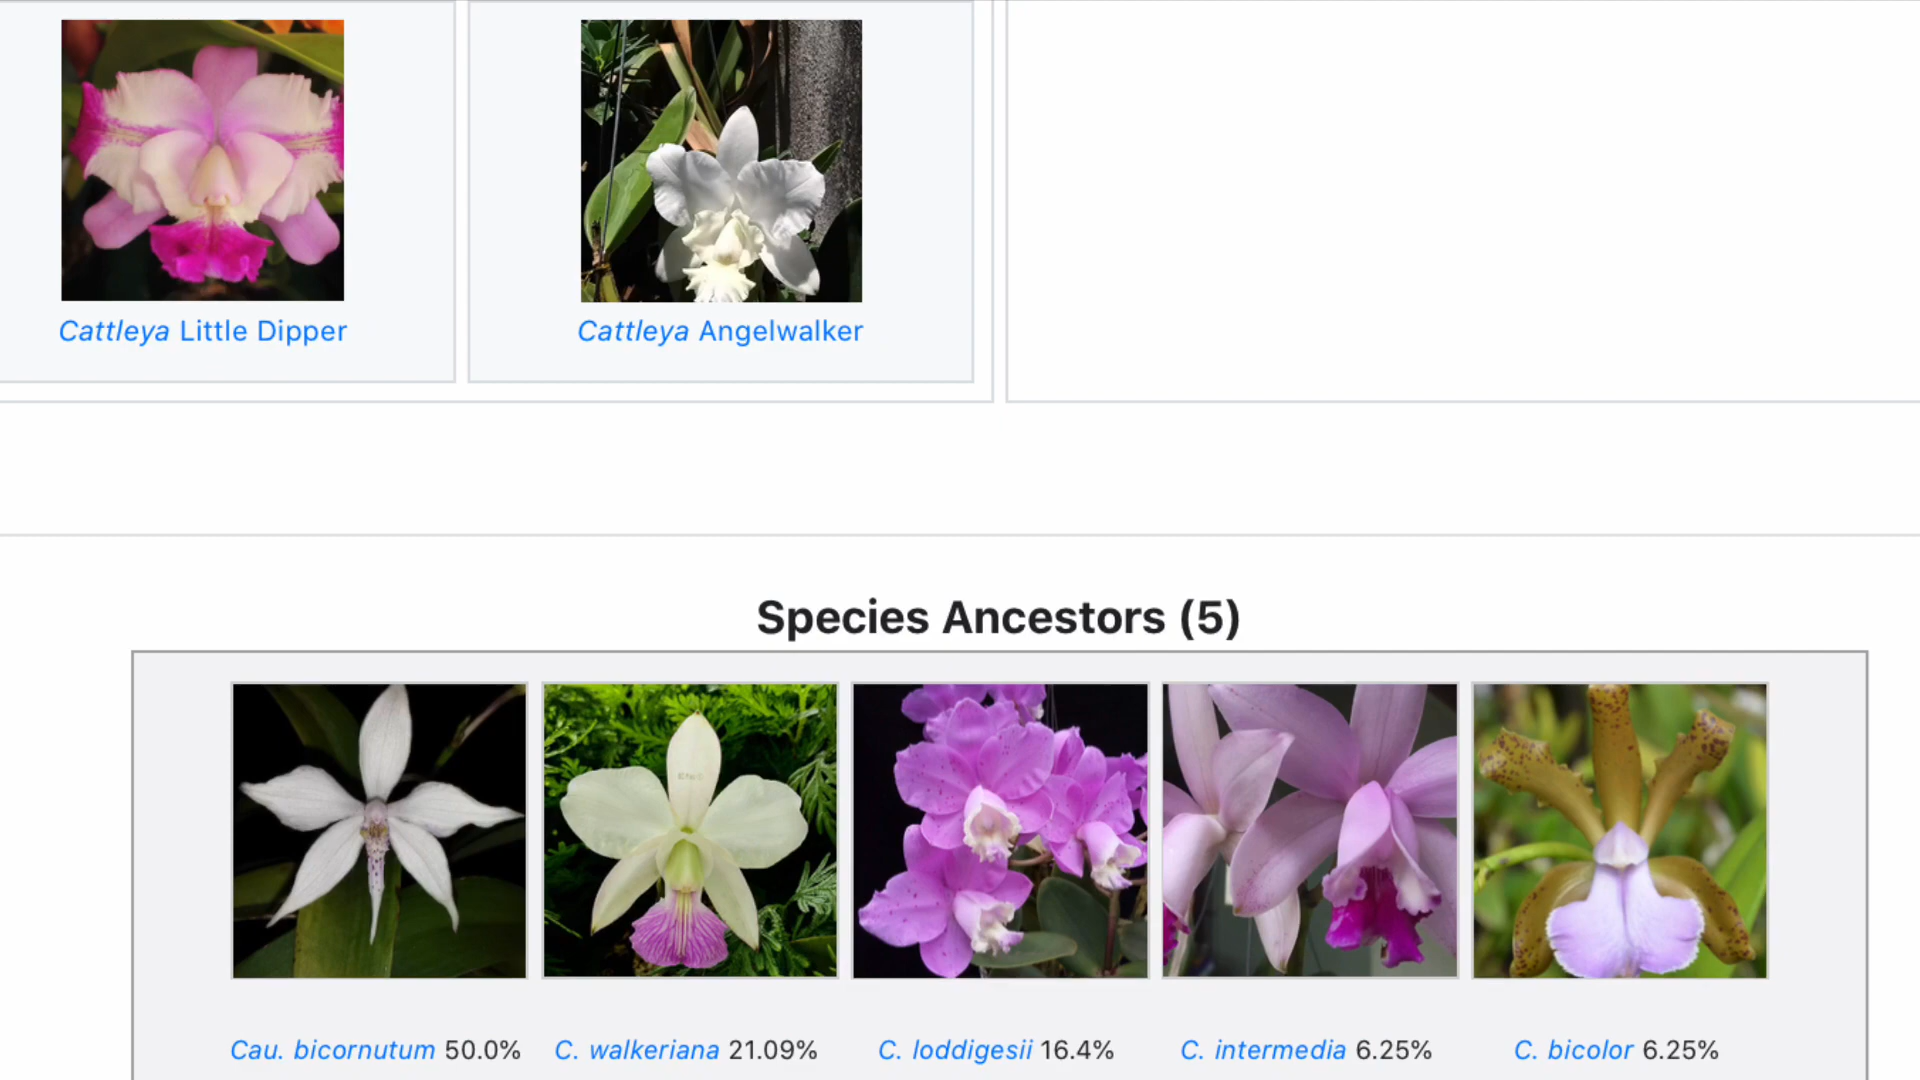 Cattleya Little Dipper
Cattleya Angelwalker
Species Ancestors (5)
Cau. bicornutum 50.0%
C. walkeriana 21.09%
C. loddigesii 16.4%
C. intermedia 6.25%
C. bicolor 6.25%